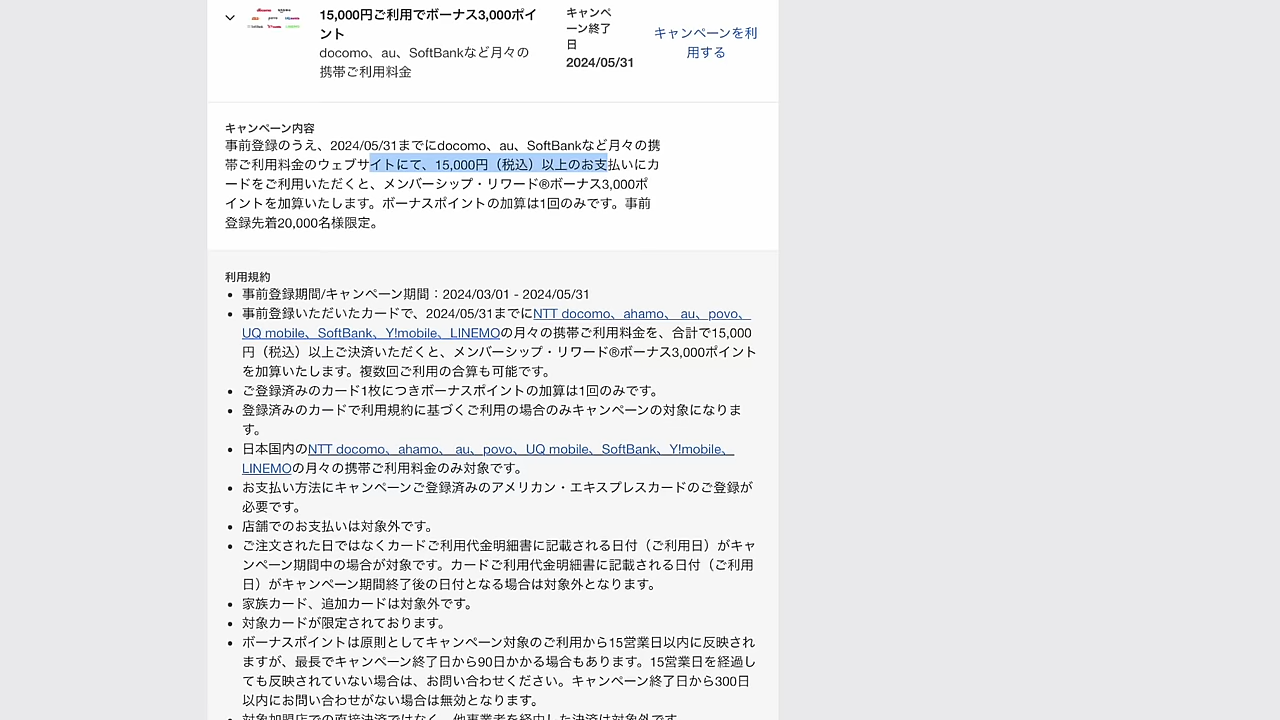 15,000円ご利用でボーナス3,000ポイ
ント
docomo、au、SoftBankなど月々の
携帯ご利用料金
キャンペ
ーン終了
日
2024/05/31
キャンペーンを利
用する
キャンペーン内容
事前登録のうえ、2024/05/31までにdocomo、au、SoftBankなど月々の携
帯ご利用料金のウェブサイトにて、15,000円（税込）以上のお支払いにカ
ードをご利用いただくと、メンバーシップ・リワード®ボーナス3,000ポ
イントを加算いたします。ボーナスポイントの加算は1回のみです。事前
登録先着20,000名様限定。
利用規約
• 事前登録期間/キャンペーン期間：2024/03/01 - 2024/05/31
• 事前登録いただいたカードで、2024/05/31までにNTT docomo、ahamo、 au、povo、
UQ mobile、SoftBank、Y!mobile、LINEMOの月々の携帯ご利用料金を、合計で15,000
円（税込）以上ご決済いただくと、メンバーシップ・リワード®ボーナス3,000ポイント
を加算いたします。複数回ご利用の合算も可能です。
• ご登録済みのカード1枚につきボーナスポイントの加算は1回のみです。
• 登録済みのカードで利用規約に基づくご利用の場合のみキャンペーンの対象になりま
す。
• 日本国内のNTT docomo、ahamo、 au、povo、UQ mobile、SoftBank、Y!mobile、
LINEMOの月々の携帯ご利用料金のみ対象です。
• お支払い方法にキャンペーンご登録済みのアメリカン・エキスプレスカードのご登録が
必要です。
• 店舗でのお支払いは対象外です。
• ご注文された日ではなくカードご利用代金明細書に記載される日付（ご利用日）がキャ
ンペーン期間中の場合が対象です。カードご利用代金明細書に記載される日付（ご利用
日）がキャンペーン期間終了後の日付となる場合は対象外となります。
• 家族カード、追加カードは対象外です。
• 対象カードが限定されております。
• ボーナスポイントは原則としてキャンペーン対象のご利用から15営業日以内に反映され
ますが、最長でキャンペーン終了日から90日かかる場合もあります。15営業日を経過し
ても反映されていない場合は、お問い合わせください。キャンペーン終了日から300日
以内にお問い合わせがない場合は無効となります。
• 対象加盟店での直接決済ではなく、他事業者を経由した決済は対象外です。